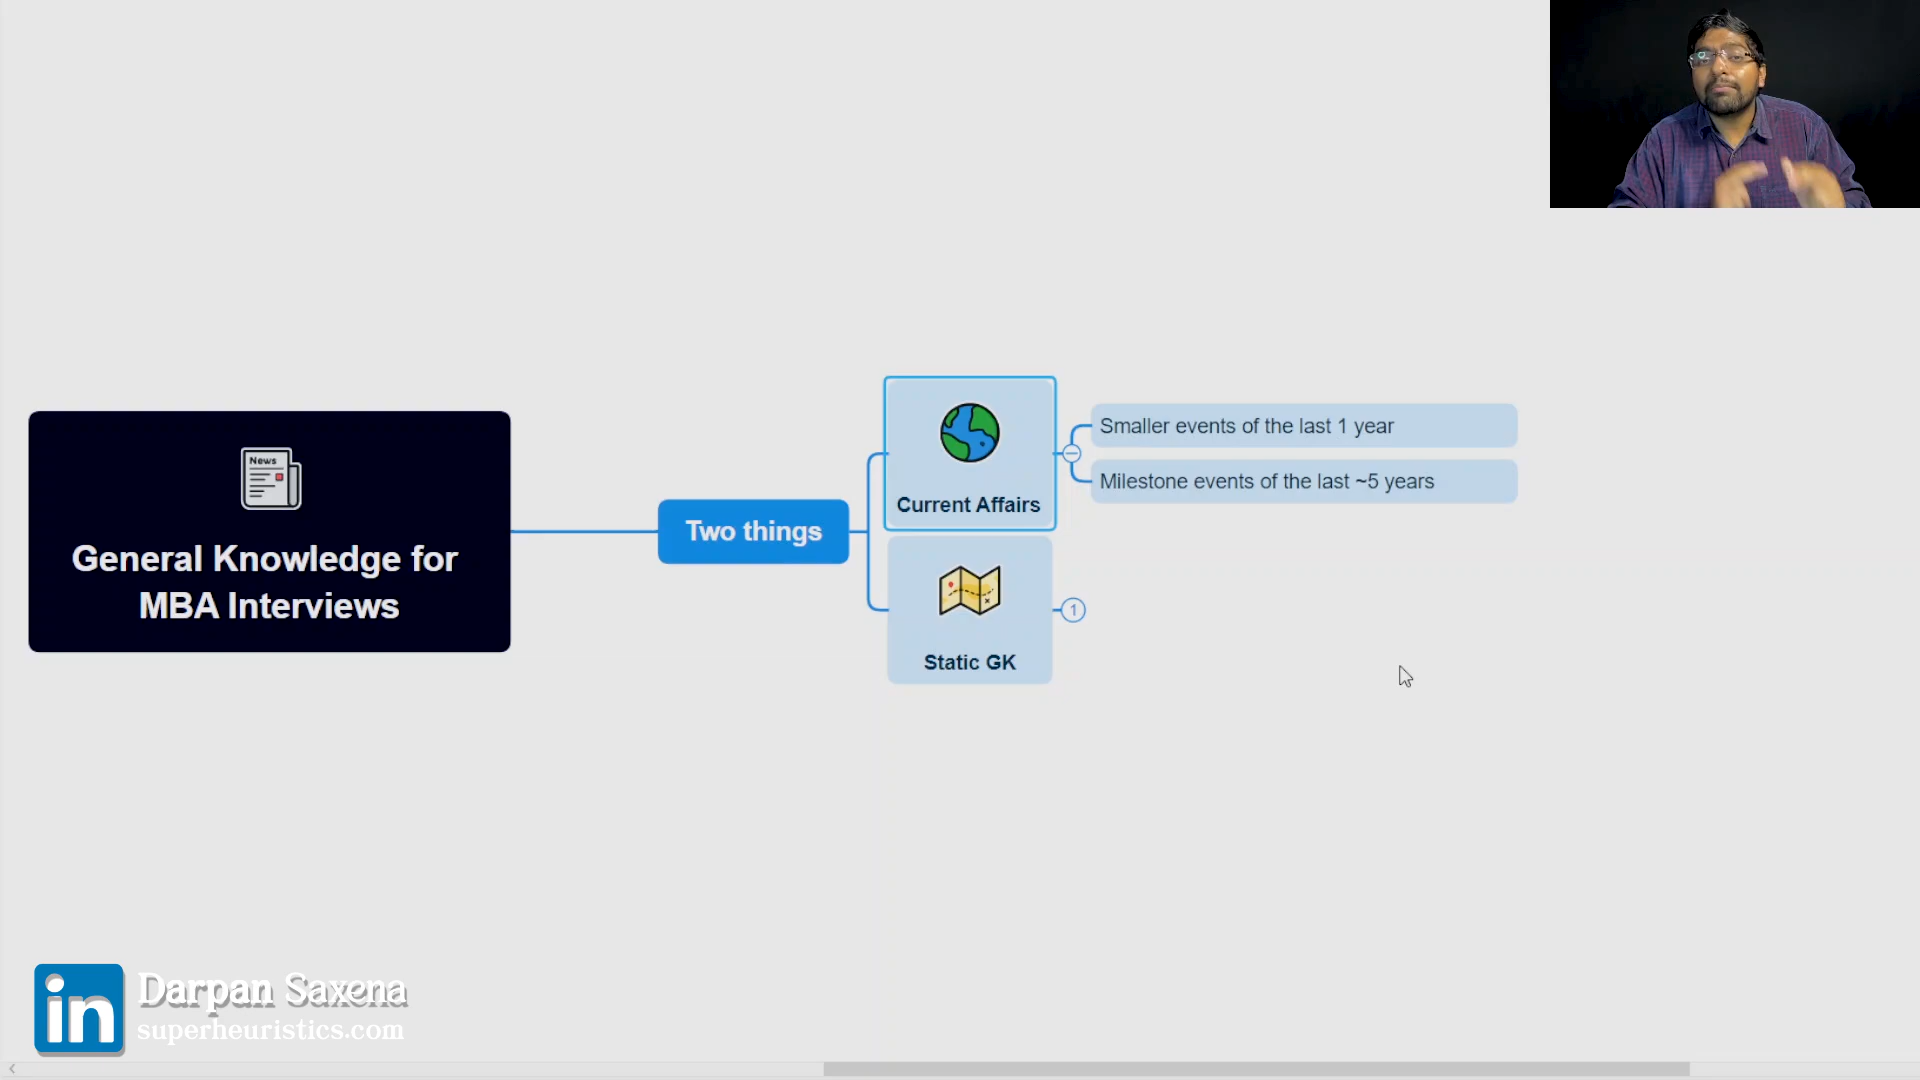 News
General Knowledge for
MBA Interviews
Two things
Current Affairs
Smaller events of the last 1 year
Milestone events of the last ~5 years
Static GK
1
in Darpan Saxena
superheuristics.com